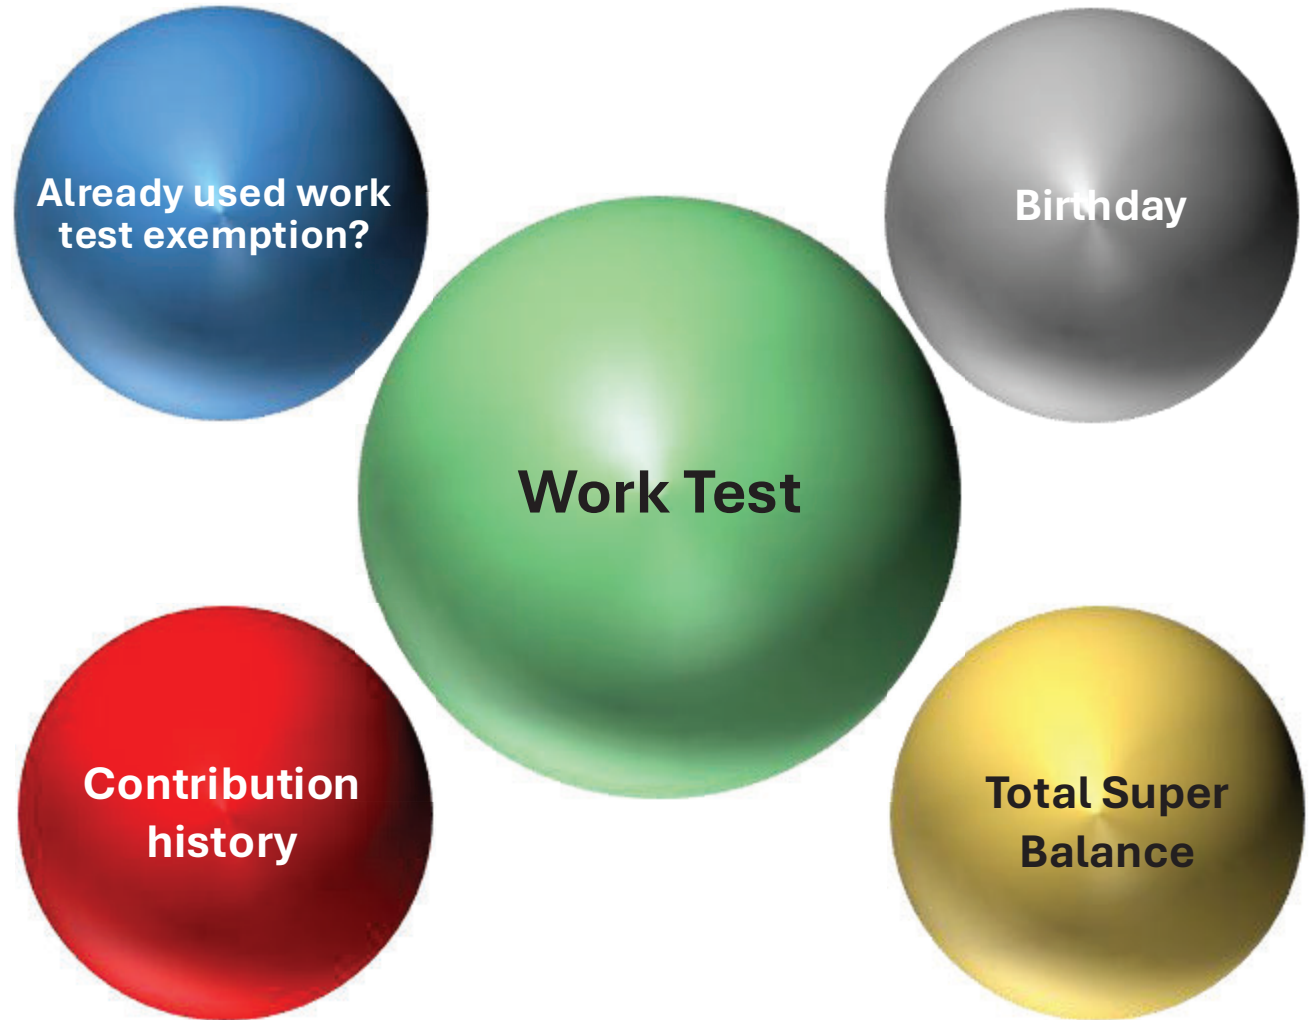 Already used work
test exemption?
Birthday
Work Test
Contribution
history
Total Super
Balance